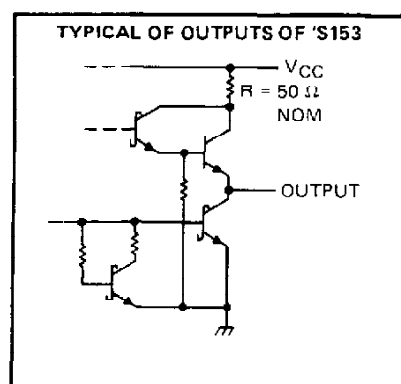 TYPICAL OF OUTPUTS OF 'S153
VCC
R = 50 Ω
NOM
OUTPUT